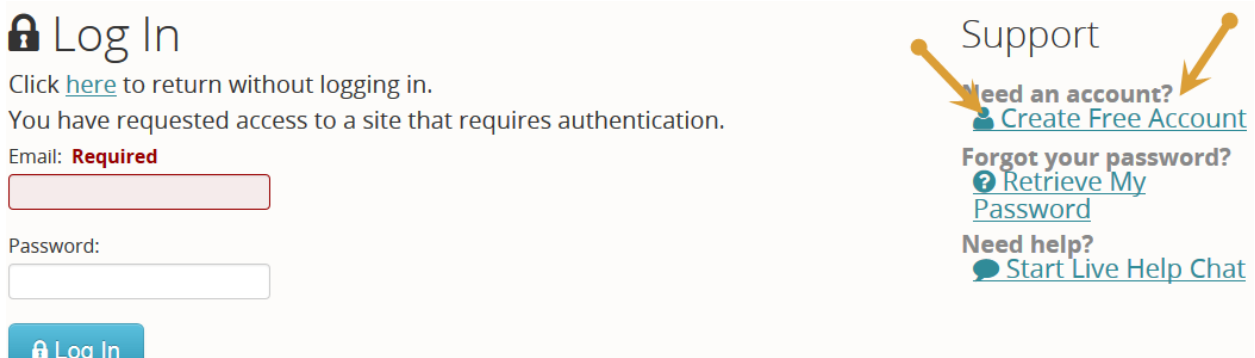 Log In
Click here to return without logging in.
You have requested access to a site that requires authentication.
Email: Required
Password:
Log In
Support
Need an account?
Create Free Account
Forgot your password?
Retrieve My
Password
Need help?
Start Live Help Chat